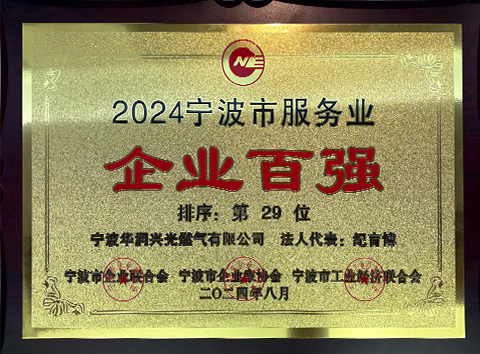 NE
2024宁波市服务业
企业百强
排序：第 29 位
宁波华润兴光燃气有限公司 法人代表：纪育博
宁波市企业联合会 宁波市企业家协会 宁波市工业经济联合会
二〇二四年八月